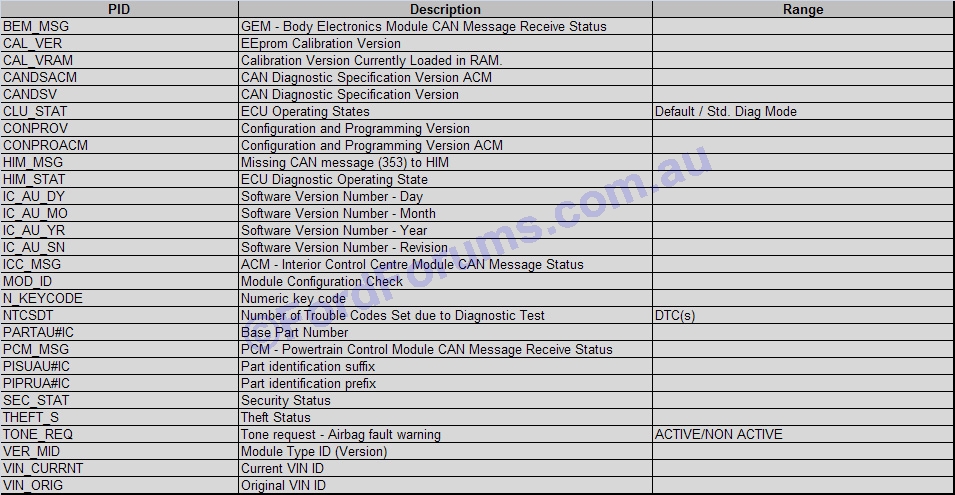 PID Description Range
BEM_MSG GEM - Body Electronics Module CAN Message Receive Status
CAL_VER EEprom Calibration Version
CAL_VRAM Calibration Version Currently Loaded in RAM.
CANDSACM CAN Diagnostic Specification Version ACM
CANDSV CAN Diagnostic Specification Version
CLU_STAT ECU Operating States Default / Std. Diag Mode
CONPROV Configuration and Programming Version
CONPROACM Configuration and Programming Version ACM
HIM_MSG Missing CAN message (353) to HIM
HIM_STAT ECU Diagnostic Operating State
IC_AU_DY Software Version Number - Day
IC_AU_MO Software Version Number - Month
IC_AU_YR Software Version Number - Year
IC_AU_SN Software Version Number - Revision
ICC_MSG ACM - Interior Control Centre Module CAN Message Status
MOD_ID Module Configuration Check
N_KEYCODE Numeric key code
NTCSDT Number of Trouble Codes Set due to Diagnostic Test DTC(s)
PARTAU#IC Base Part Number
PCM_MSG PCM - Powertrain Control Module CAN Message Receive Status
PISUAU#IC Part identification suffix
PIPRUA#IC Part identification prefix
SEC_STAT Security Status
THEFT_S Theft Status
TONE_REQ Tone request - Airbag fault warning ACTIVE/NON ACTIVE
VER_MID Module Type ID (Version)
VIN_CURRNT Current VIN ID
VIN_ORIG Original VIN ID
©FordForums.com.au